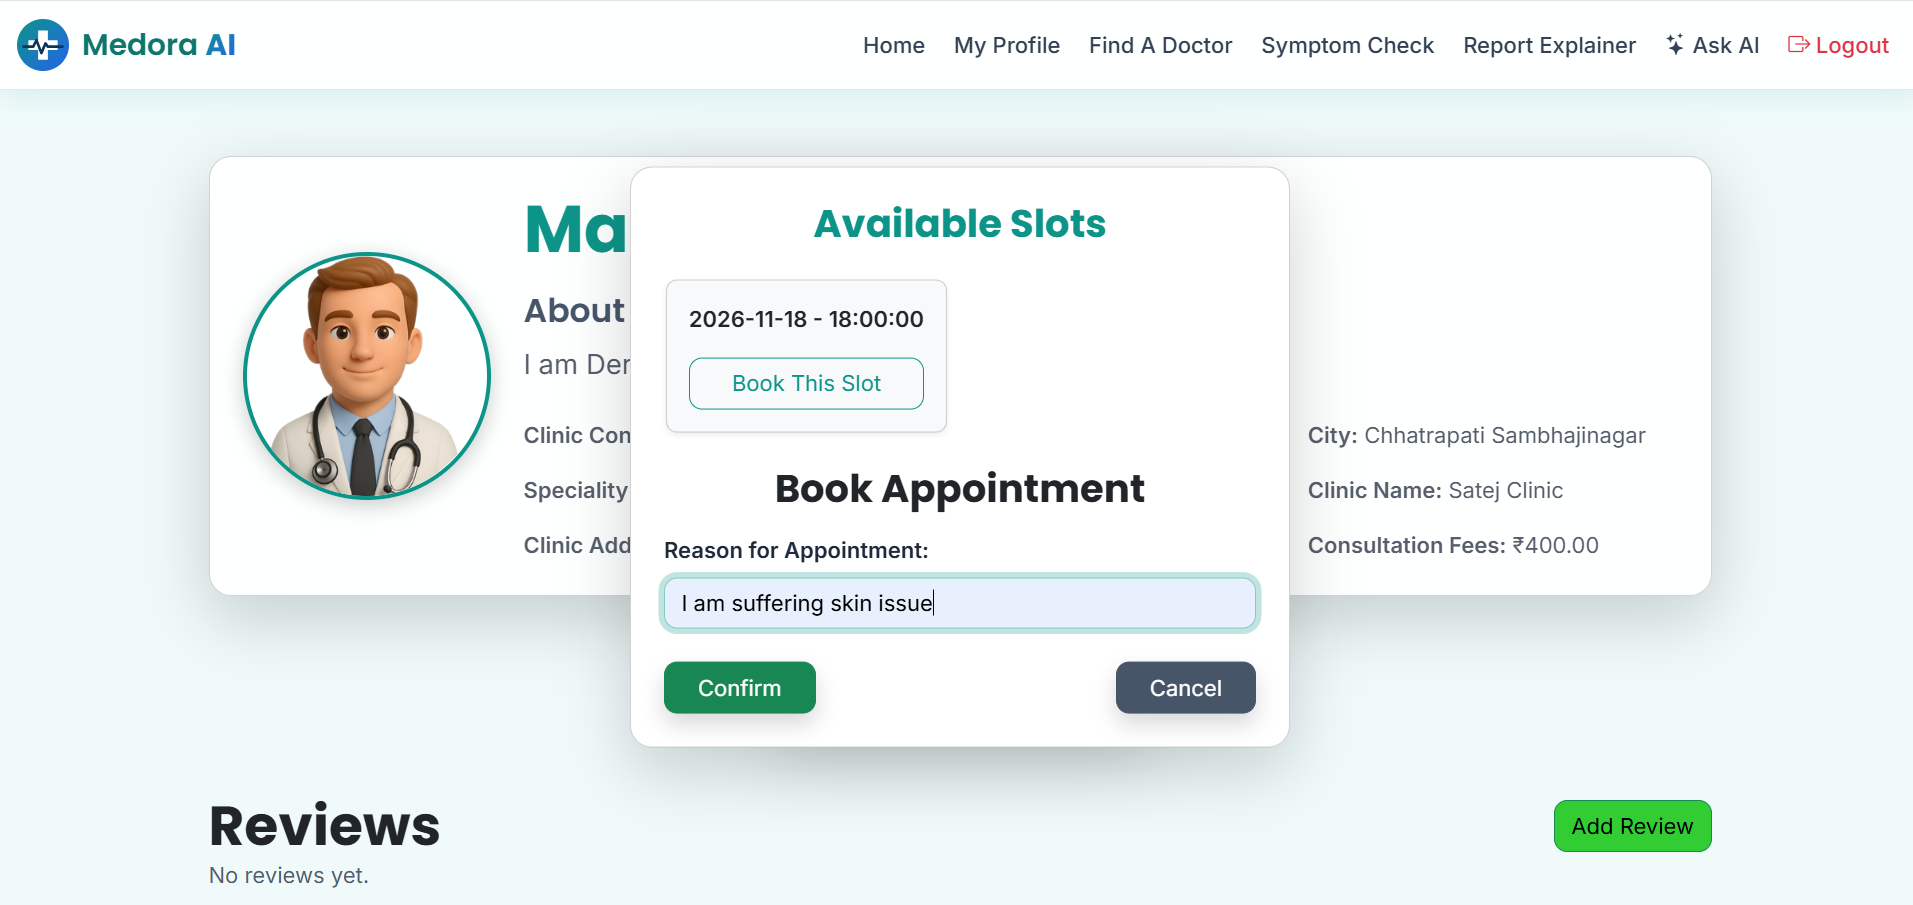 Medora AI
Home My Profile Find A Doctor Symptom Check Report Explainer Ask AI Logout
Available Slots
2026-11-18 - 18:00:00
Book This Slot
Book Appointment
Reason for Appointment:
I am suffering skin issue
Confirm Cancel
Ma
About
I am Der
Clinic Con
Speciality
Clinic Add
City: Chhatrapati Sambhajinagar
Clinic Name: Satej Clinic
Consultation Fees: ₹400.00
Reviews
Add Review
No reviews yet.